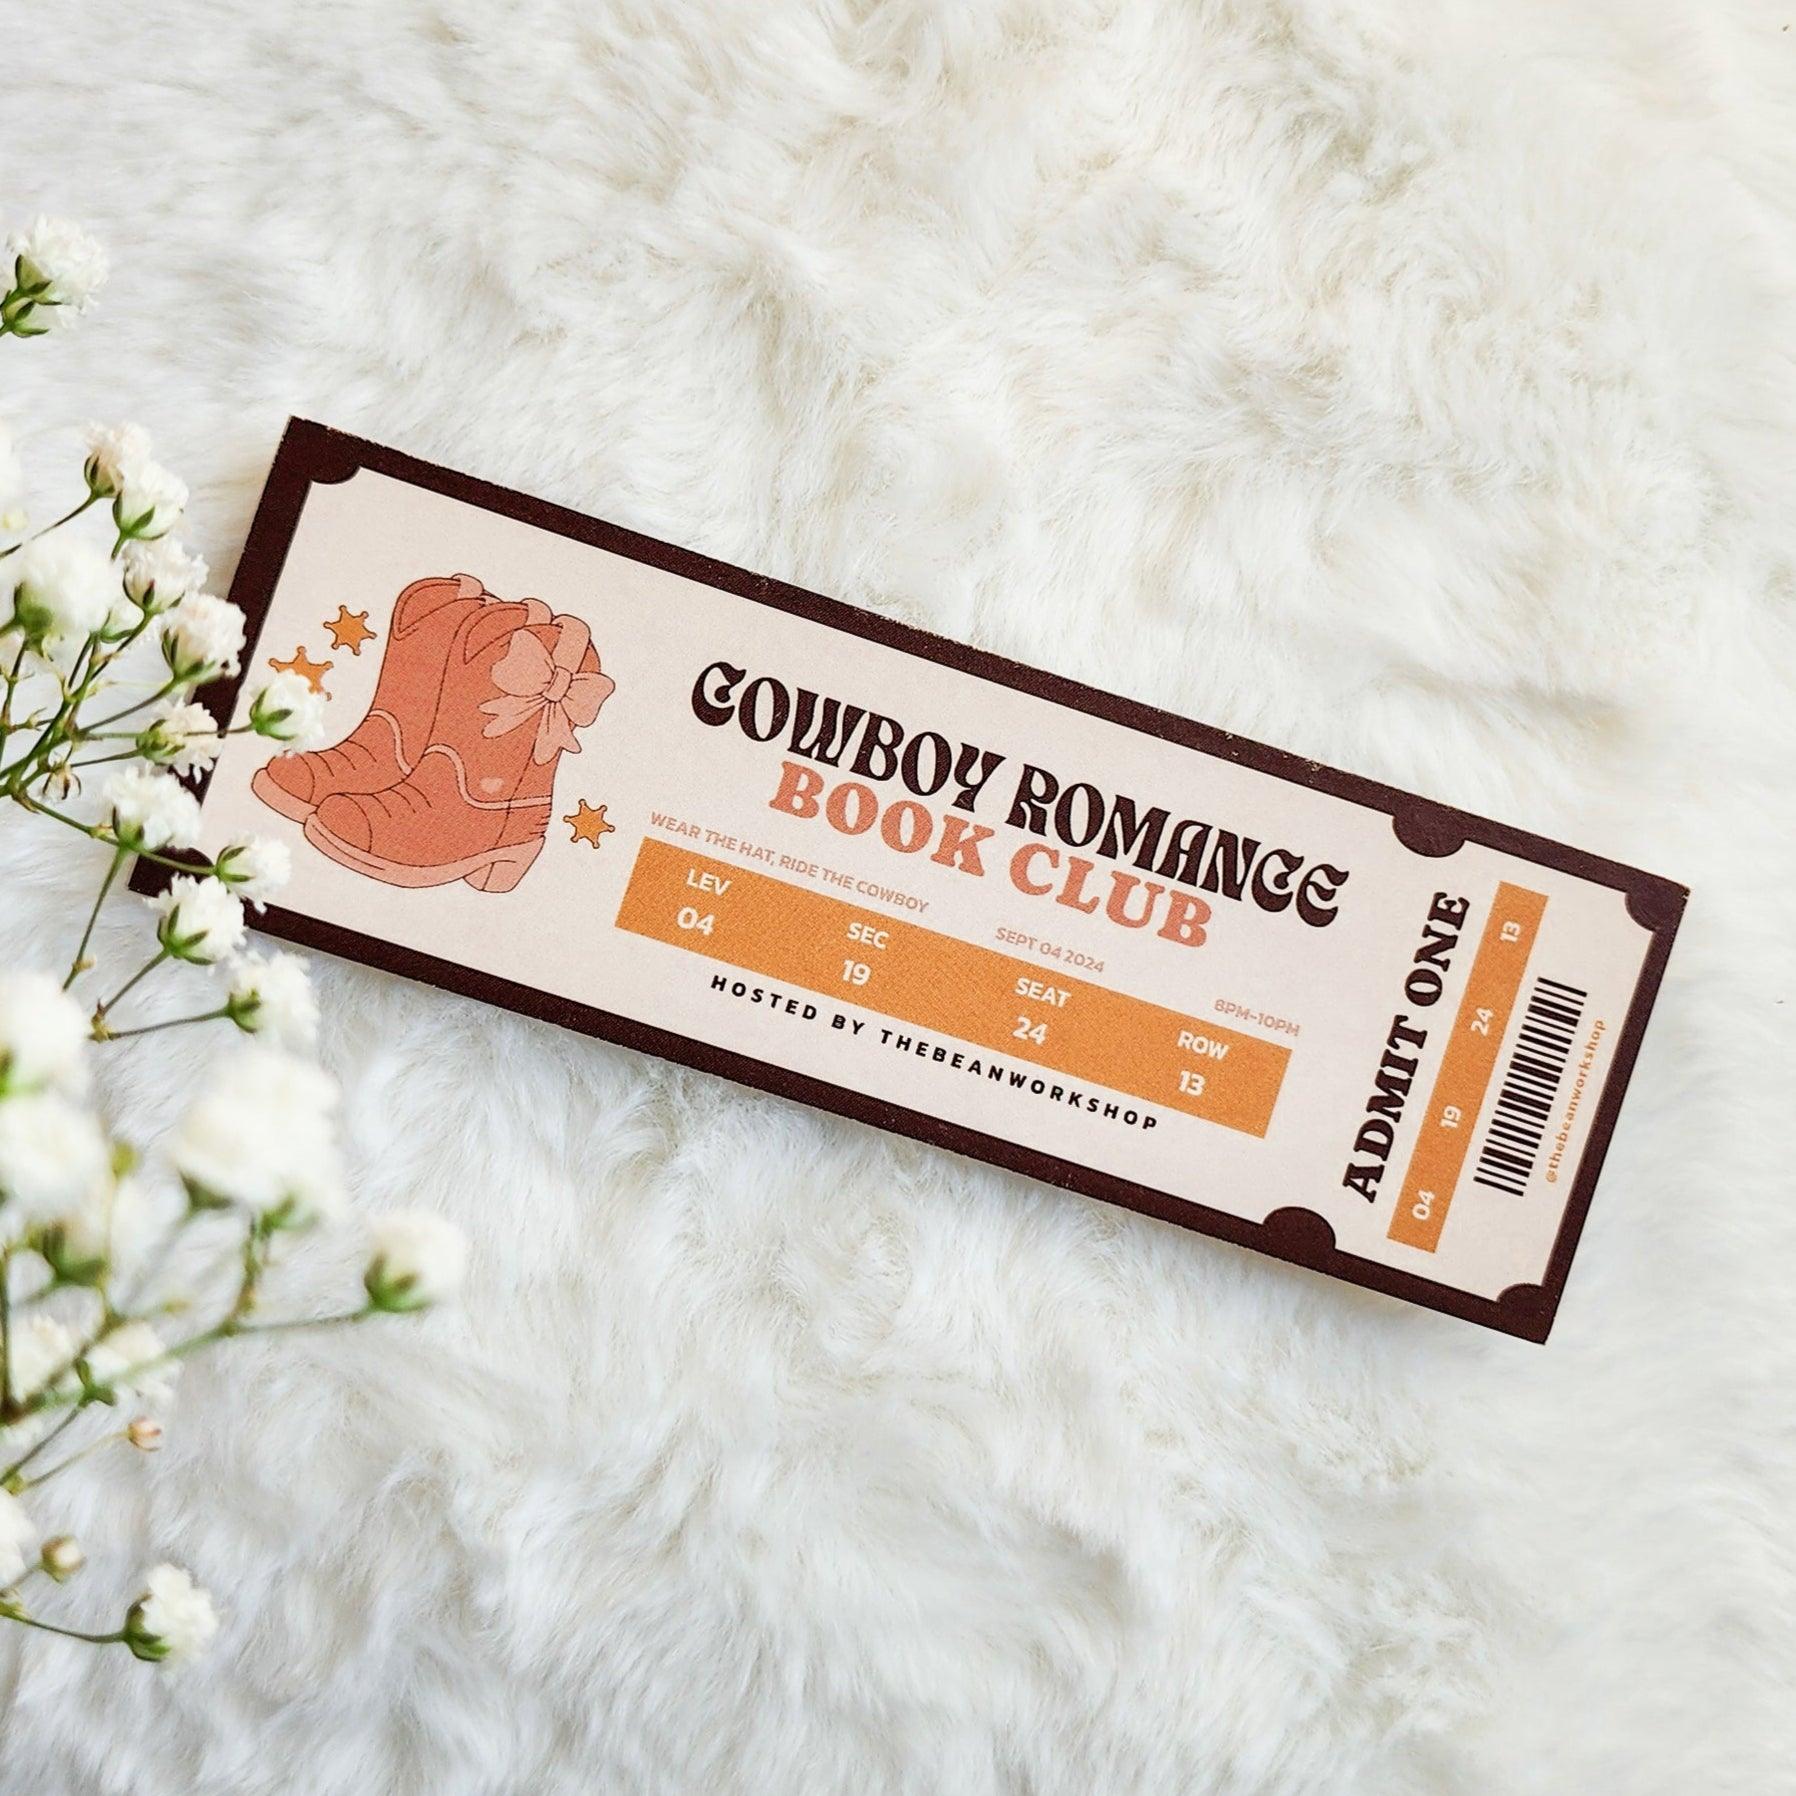 COWBOY ROMANCE
BOOK CLUB
WEAR THE HAT, RIDE THE COWBOY
SEPT 04 2024
8PM-10PM
LEV SEC SEAT ROW
04 19 24 13
HOSTED BY THEBEANWORKSHOP
ADMIT ONE
04 19 24 13
@thebeanworkshop